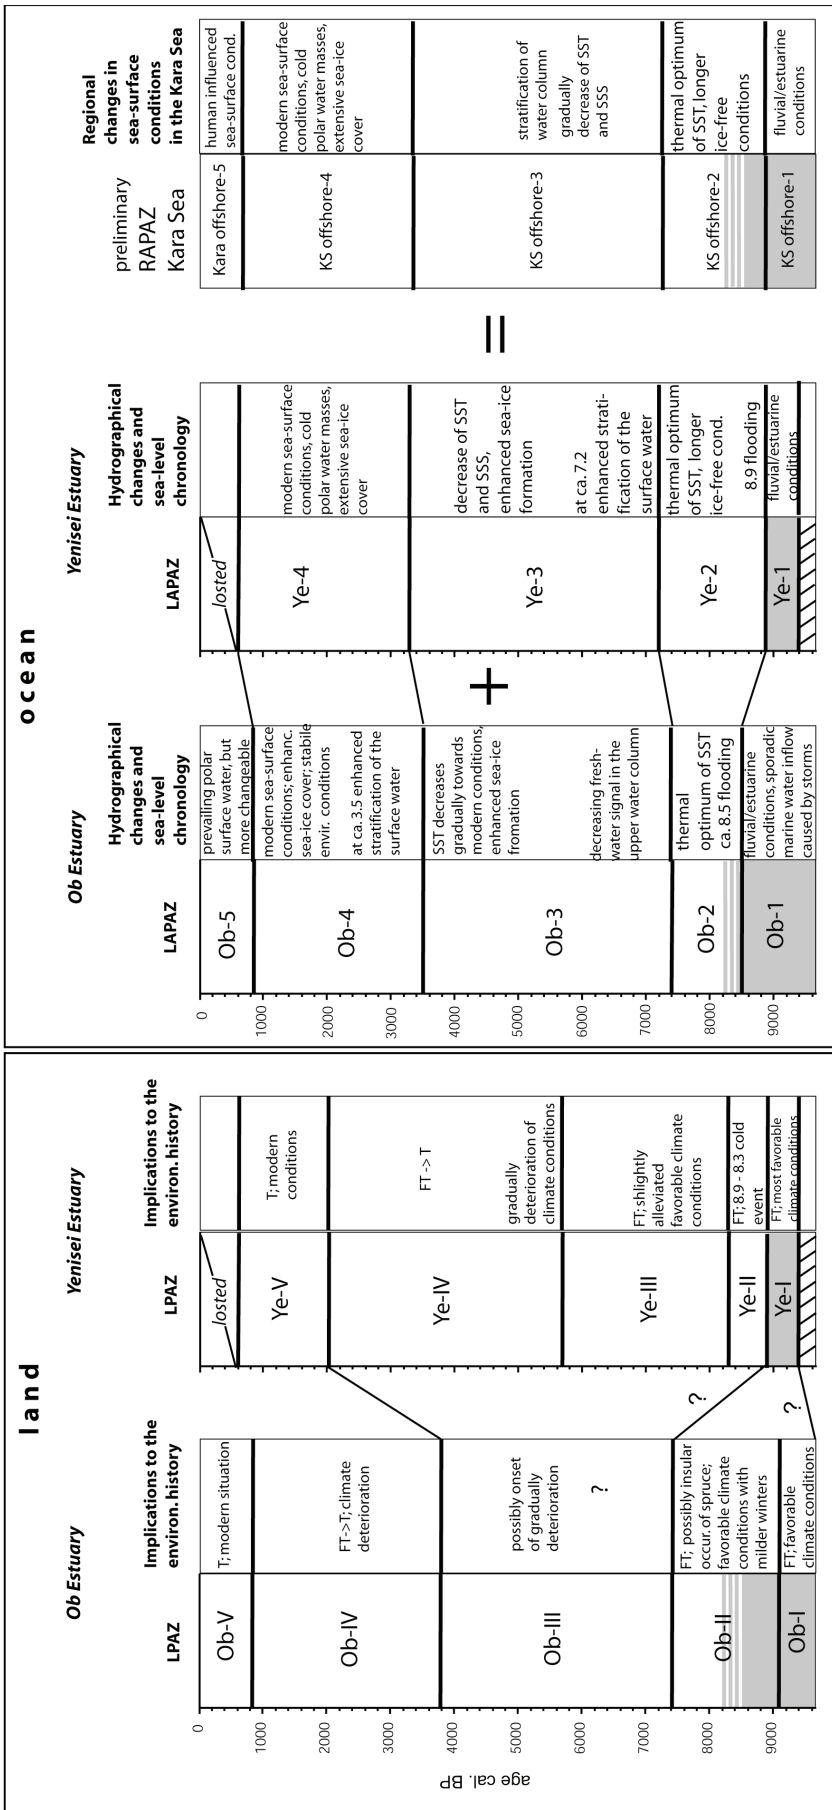 land
Ob Estuary
LPAZ
Implications to the
environ. history
Ob-V
T; modern situation
Ob-IV
FT->T; climate
deterioration
Ob-III
possibly onset
of gradually
deterioration
?
Ob-II
FT; possibly insular
occur. of spruce;
favorable climate
conditions with
milder winters
Ob-I
FT; favorable
climate conditions
0
1000
2000
3000
4000
5000
6000
7000
8000
9000
age cal. BP
?
?
Yenisei Estuary
LPAZ
Implications to the
environ. history
losted
Ye-V
T; modern
conditions
Ye-IV
FT -> T
gradually
deterioration of
climate conditions
Ye-III
FT; shlightly
alleviated
favorable climate
conditions
Ye-II
FT; 8.9 - 8.3 cold
event
Ye-I
FT; most favorable
climate conditions
ocean
Ob Estuary
LAPAZ
Hydrographical
changes and
sea-level
chronology
0
1000
2000
3000
4000
5000
6000
7000
8000
9000
Ob-5
prevailing polar
surface water, but
more changeable
Ob-4
modern sea-surface
conditions; enhanc.
sea-ice cover; stabile
envir. conditions
at ca. 3.5 enhanced
stratification of the
surface water
Ob-3
SST decreases
gradually towards
modern conditions,
enhanced sea-ice
fromation
decreasing fresh-
water signal in the
upper water column
Ob-2
thermal
optimum of SST
ca. 8.5 flooding
Ob-1
fluvial/estuarine
conditions, sporadic
marine water inflow
caused by storms
+
Yenisei Estuary
LAPAZ
Hydrographical
changes and
sea-level
chronology
losted
Ye-4
modern sea-surface
conditions, cold
polar water masses,
extensive sea-ice
cover
Ye-3
decrease of SST
and SSS,
enhanced sea-ice
formation
at ca. 7.2
enhanced strati-
fication of the
surface water
Ye-2
thermal optimum
of SST, longer
ice-free cond.
8.9 flooding
Ye-1
fluvial/estuarine
conditions
=
preliminary
RAPAZ
Kara Sea
Regional
changes in
sea-surface
conditions
in the Kara Sea
Kara offshore-5
human influenced
sea-surface cond.
KS offshore-4
modern sea-surface
conditions, cold
polar water masses,
extensive sea-ice
cover
KS offshore-3
stratification of
water column
gradually
decrease of SST
and SSS
KS offshore-2
thermal optimum
of SST, longer
ice-free
conditions
KS offshore-1
fluvial/estuarine
conditions